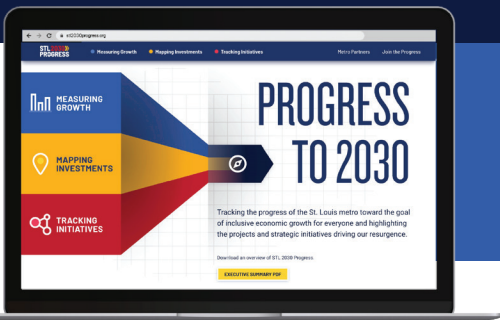 stl2030progress.org
STL 2030
PROGRESS
Measuring Growth
Mapping Investments
Tracking Initiatives
Metro Partners
Join the Progress
MEASURING
GROWTH
MAPPING
INVESTMENTS
TRACKING
INITIATIVES
PROGRESS
TO 2030
Tracking the progress of the St. Louis metro toward the goal
of inclusive economic growth for everyone and highlighting
the projects and strategic initiatives driving our resurgence.
Download an overview of STL 2030 Progress
EXECUTIVE SUMMARY PDF